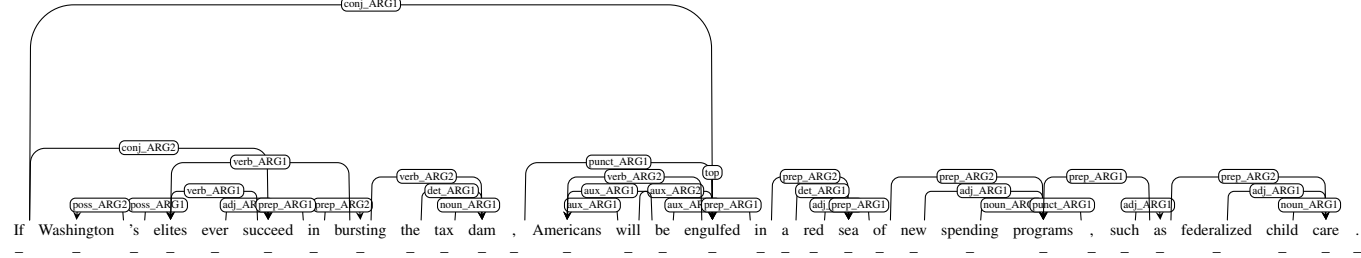 conj_ARG1
conj_ARG2
verb_ARG1 punct_ARG1 top
verb_ARG2 verb_ARG2 prep_ARG2 prep_ARG2 prep_ARG1 prep_ARG2
verb_ARG1 det_ARG1 aux_ARG1 aux_ARG2 det_ARG1 adj_ARG1 adj_ARG1
poss_ARG2 poss_ARG1 prep_ARG1 prep_ARG2 noun_ARG1 aux_ARG1 prep_ARG1 prep_ARG1 punct_ARG1 adj_ARG1 noun_ARG1
If Washington 's elites ever succeed in bursting the tax dam , Americans will be engulfed in a red sea of new spending programs , such as federalized child care .